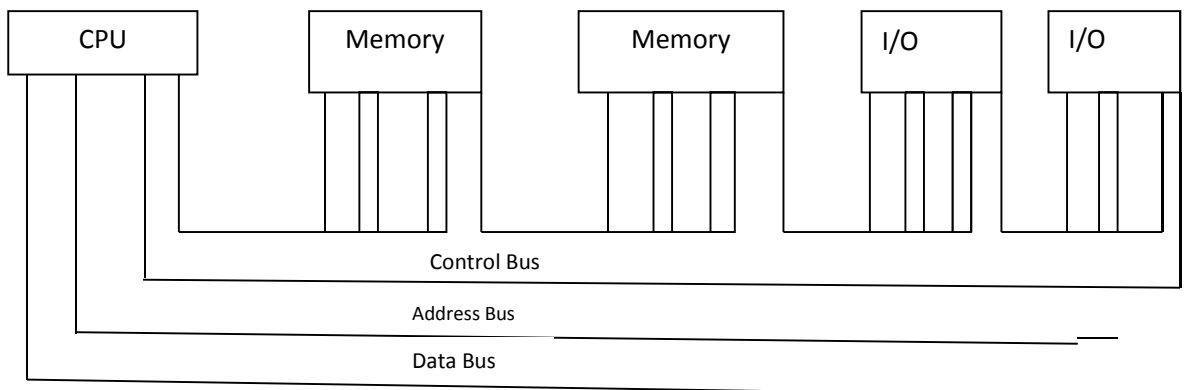 CPU
Memory
Memory
I/O
I/O
Control Bus
Address Bus
Data Bus